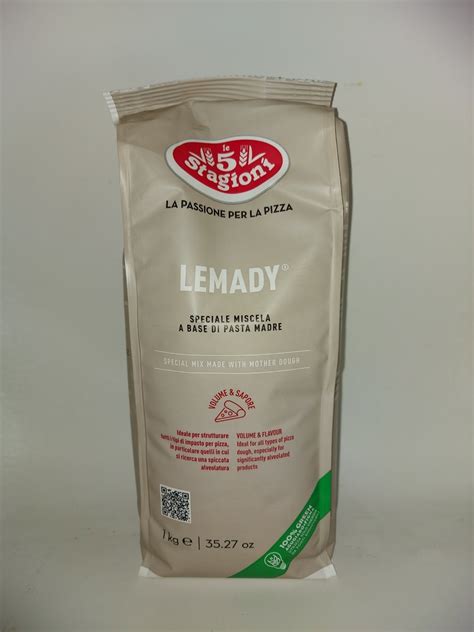 le
5
Stagioni
LA PASSIONE PER LA PIZZA
LEMADY®
SPECIALE MISCELA
A BASE DI PASTA MADRE
SPECIAL MIX MADE WITH MOTHER DOUGH
VOLUME & SAPORE
Ideale per strutturare
tutti i tipi di impasto per pizza,
in particolare quelli in cui
si ricerca una spiccata
alveolatura
VOLUME & FLAVOUR
Ideal for all types of pizza
dough, especially for
significantly alveolated
products
1 kg e | 35.27 oz
100% GREEN